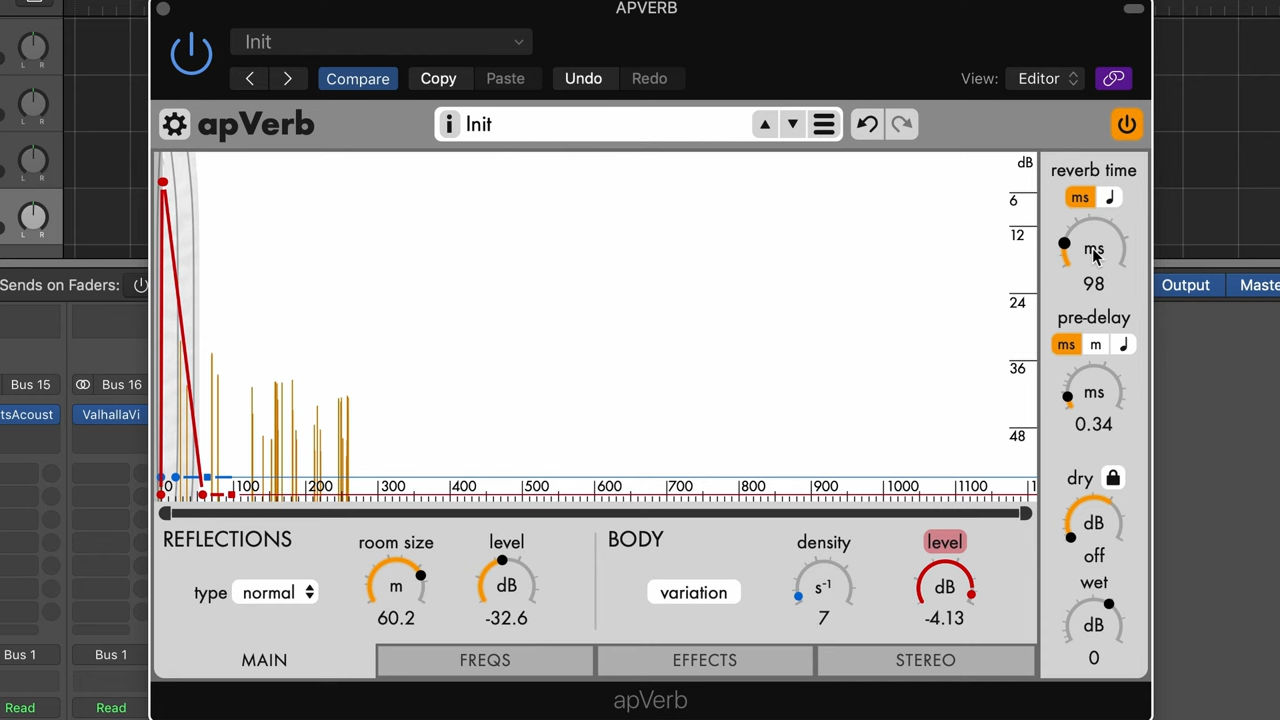 APVERB
Init
Compare Copy Paste Undo Redo View: Editor
apVerb
i Init
L R
L R
L R
L R
Sends on Faders:
Bus 15 Bus 16
tsAcoust ValhallaVi
Bus 1 Bus 1
Read Read
Output Maste
dB
6
12
24
36
48
0 100 200 300 400 500 600 700 800 900 1000 1100 1
reverb time
ms
ms
98
pre-delay
ms m
ms
0.34
dry
dB
off
wet
dB
0
REFLECTIONS
type normal
room size
m
60.2
level
dB
-32.6
BODY
variation
density
s⁻¹
7
level
dB
-4.13
MAIN FREQS EFFECTS STEREO
apVerb